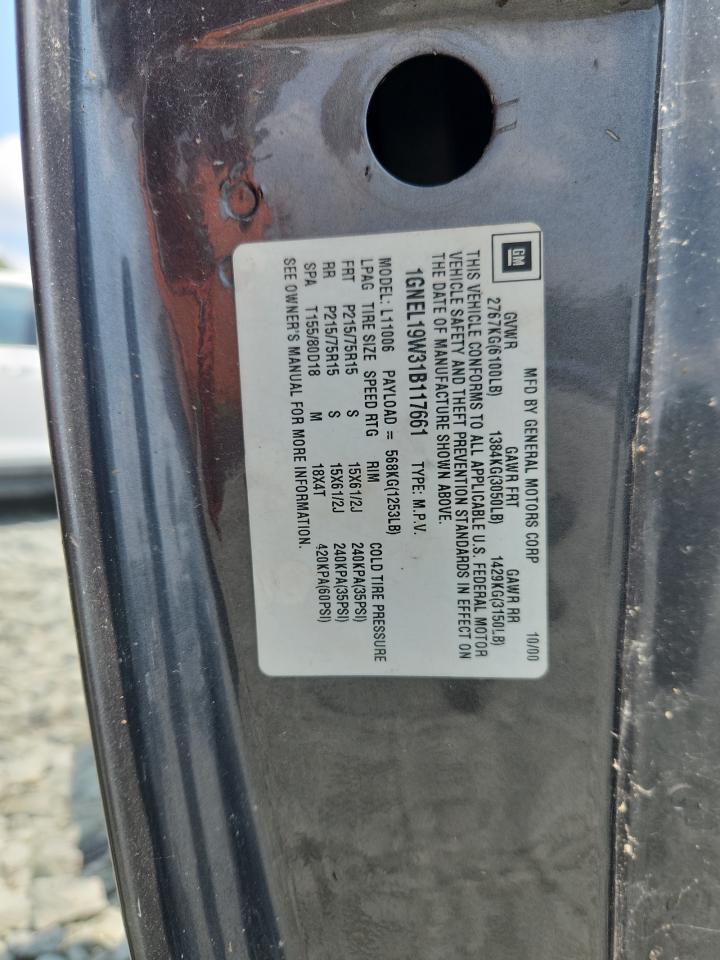 GM
MFD BY GENERAL MOTORS CORP 10/00
GVWR GAWR FRT GAWR RR
2767KG(6100LB) 1384KG(3050LB) 1429KG(3150LB)
THIS VEHICLE CONFORMS TO ALL APPLICABLE U.S. FEDERAL MOTOR
VEHICLE SAFETY AND THEFT PREVENTION STANDARDS IN EFFECT ON
THE DATE OF MANUFACTURE SHOWN ABOVE.
1GNEL19W31B117661 TYPE: M.P.V.
MODEL: L11006 PAYLOAD = 568KG(1253LB)
LPAG TIRE SIZE SPEED RTG RIM COLD TIRE PRESSURE
FRT P215/75R15 S 15X61/2J 240KPA(35PSI)
RR P215/75R15 S 15X61/2J 240KPA(35PSI)
SPA T155/80D18 M 18X4T 420KPA(60PSI)
SEE OWNER'S MANUAL FOR MORE INFORMATION.